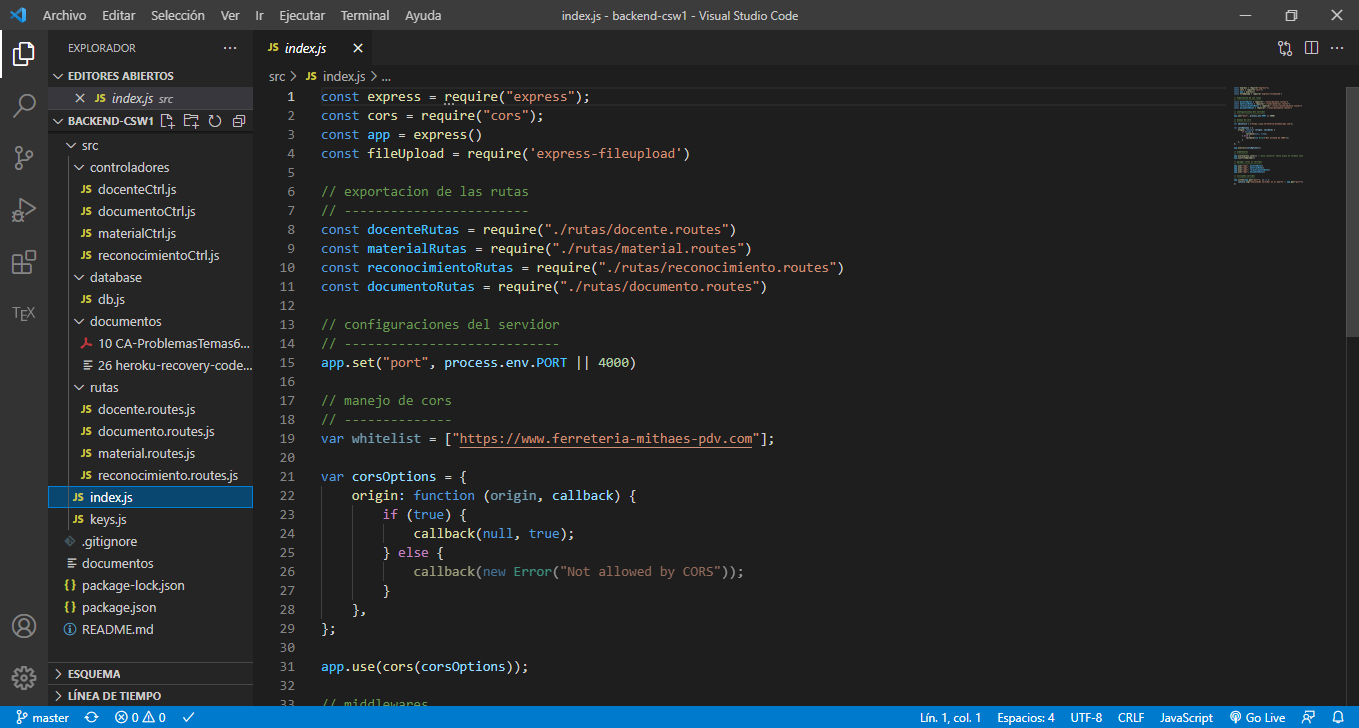 Archivo Editar Selección Ver Ir Ejecutar Terminal Ayuda
index.js - backend-csw1 - Visual Studio Code
EXPLORADOR
EDITORES ABIERTOS
JS index.js src
BACKEND-CSW1
src
controladores
JS docenteCtrl.js
JS documentoCtrl.js
JS materialCtrl.js
JS reconocimientoCtrl.js
database
JS db.js
documentos
10 CA-ProblemasTemas6...
26 heroku-recovery-code...
rutas
JS docente.routes.js
JS documento.routes.js
JS material.routes.js
JS reconocimiento.routes.js
JS index.js
JS keys.js
.gitignore
documentos
{} package-lock.json
{} package.json
README.md
ESQUEMA
LÍNEA DE TIEMPO
TEX
JS index.js
src > JS index.js > ...
1 const express = require("express");
2 const cors = require("cors");
3 const app = express()
4 const fileUpload = require('express-fileupload')
5
6 // exportacion de las rutas
7 // ------------------------
8 const docenteRutas = require("./rutas/docente.routes")
9 const materialRutas = require("./rutas/material.routes")
10 const reconocimientoRutas = require("./rutas/reconocimiento.routes")
11 const documentoRutas = require("./rutas/documento.routes")
12
13 // configuraciones del servidor
14 // ----------------------------
15 app.set("port", process.env.PORT || 4000)
16
17 // manejo de cors
18 // --------------
19 var whitelist = ["https://www.ferreteria-mithaes-pdv.com"];
20
21 var corsOptions = {
22 origin: function (origin, callback) {
23 if (true) {
24 callback(null, true);
25 } else {
26 callback(new Error("Not allowed by CORS"));
27 }
28 },
29 };
30
31 app.use(cors(corsOptions));
32
33 // middlewares
master 0 0
Lín. 1, col. 1 Espacios: 4 UTF-8 CRLF JavaScript Go Live